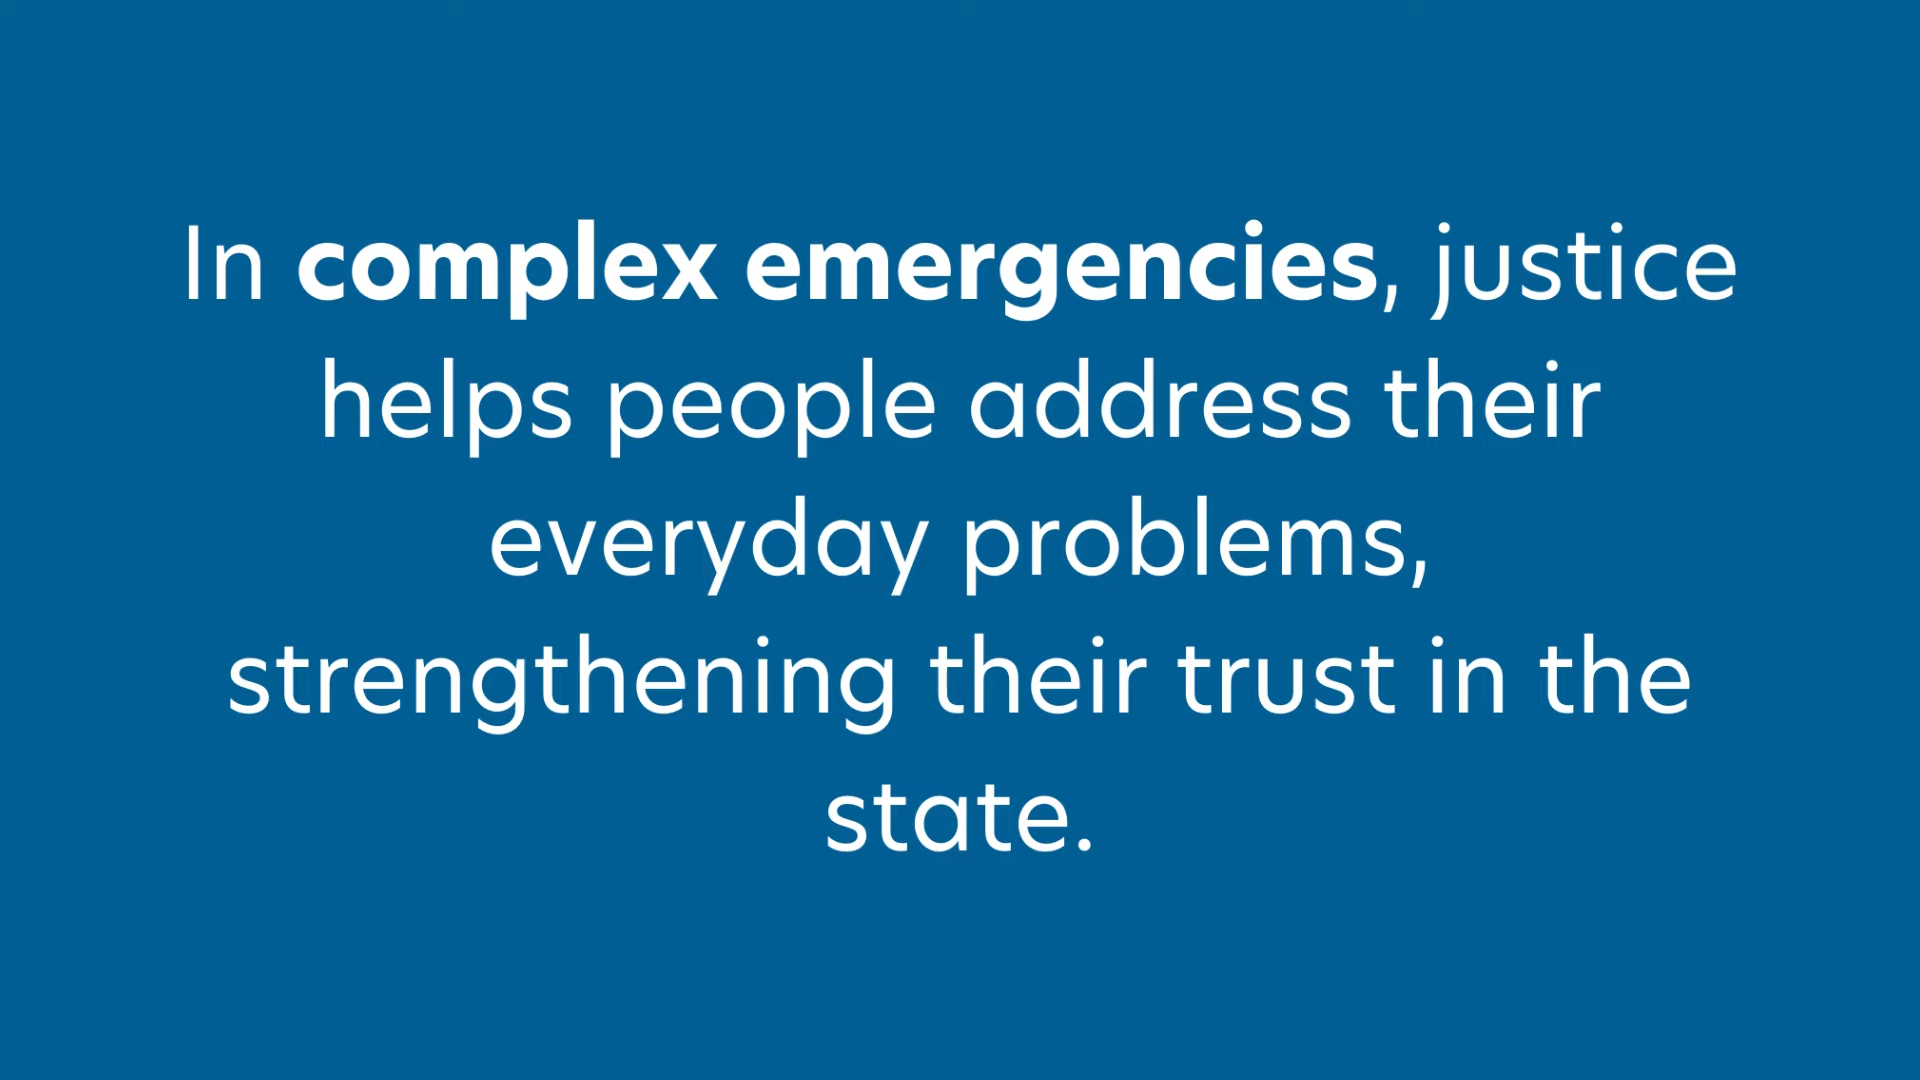 In complex emergencies, justice
helps people address their
everyday problems,
strengthening their trust in the
state.